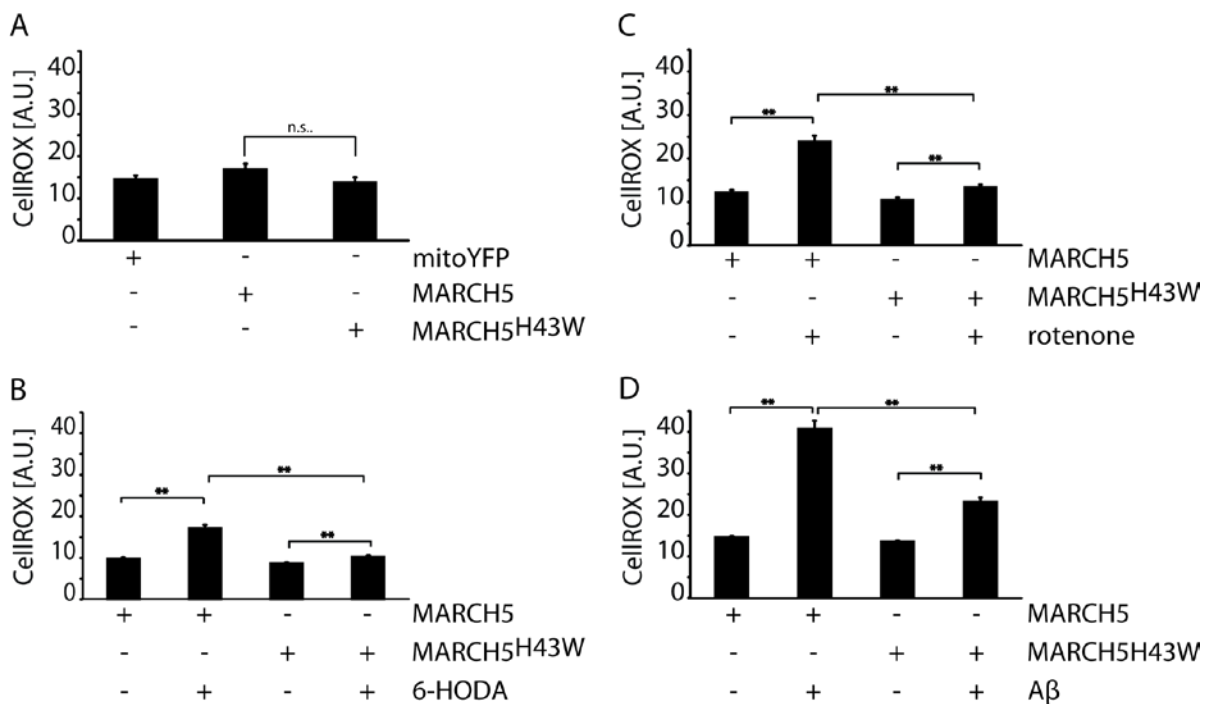 A
CellROX [A.U.]
40
30
20
10
0
n.s..
+ - - mitoYFP
- + - MARCH5
- - + MARCH5H43W
B
CellROX [A.U.]
40
30
20
10
0
**
**
**
+ + - - MARCH5
- - + + MARCH5H43W
- + - + 6-HODA
C
CellROX [A.U.]
40
30
20
10
0
**
**
**
+ + - - MARCH5
- - + + MARCH5H43W
- + - + rotenone
D
CellROX [A.U.]
40
30
20
10
0
**
**
**
+ + - - MARCH5
- - + + MARCH5H43W
- + - + Aβ